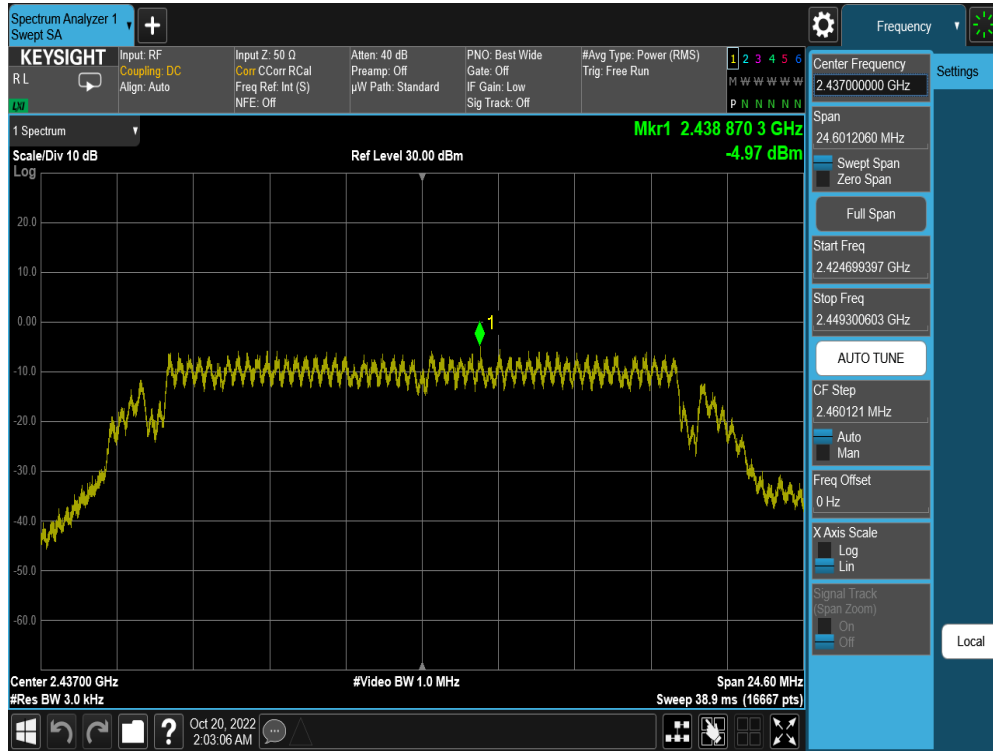 Spectrum Analyzer 1
Swept SA
+
Frequency
KEYSIGHT
R L
LXI
Input: RF
Coupling: DC
Align: Auto
Input Z: 50 Ω
Corr CCorr RCal
Freq Ref: Int (S)
NFE: Off
Atten: 40 dB
Preamp: Off
µW Path: Standard
PNO: Best Wide
Gate: Off
IF Gain: Low
Sig Track: Off
#Avg Type: Power (RMS)
Trig: Free Run
1 2 3 4 5 6
M W W W W W
P N N N N N
1 Spectrum
Scale/Div 10 dB
Log
Ref Level 30.00 dBm
Mkr1 2.438 870 3 GHz
-4.97 dBm
20.0
10.0
0.00
-10.0
-20.0
-30.0
-40.0
-50.0
-60.0
1
Center 2.43700 GHz
#Res BW 3.0 kHz
#Video BW 1.0 MHz
Span 24.60 MHz
Sweep 38.9 ms (16667 pts)
Center Frequency
2.437000000 GHz
Settings
Span
24.6012060 MHz
Swept Span
Zero Span
Full Span
Start Freq
2.424699397 GHz
Stop Freq
2.449300603 GHz
AUTO TUNE
CF Step
2.460121 MHz
Auto
Man
Freq Offset
0 Hz
X Axis Scale
Log
Lin
Signal Track
(Span Zoom)
On
Off
Local
?
Oct 20, 2022
2:03:06 AM